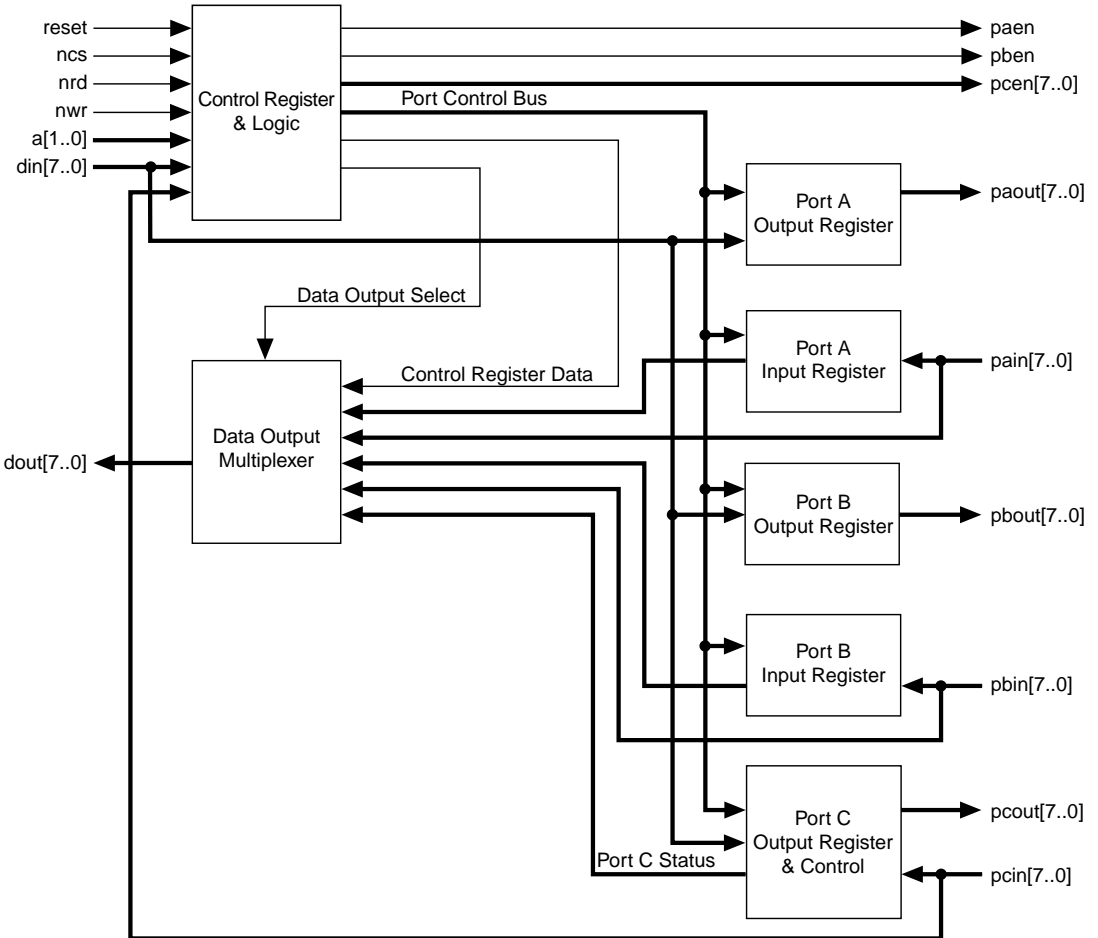 reset
ncs
nrd
nwr
a[1..0]
din[7..0]
Control Register
& Logic
paen
pben
pcen[7..0]
Port Control Bus
Port A
Output Register
paout[7..0]
Data Output Select
Port A
Input Register
pain[7..0]
Control Register Data
Data Output
Multiplexer
dout[7..0]
Port B
Output Register
pbout[7..0]
Port B
Input Register
pbin[7..0]
Port C
Output Register
& Control
pcout[7..0]
Port C Status
pcin[7..0]